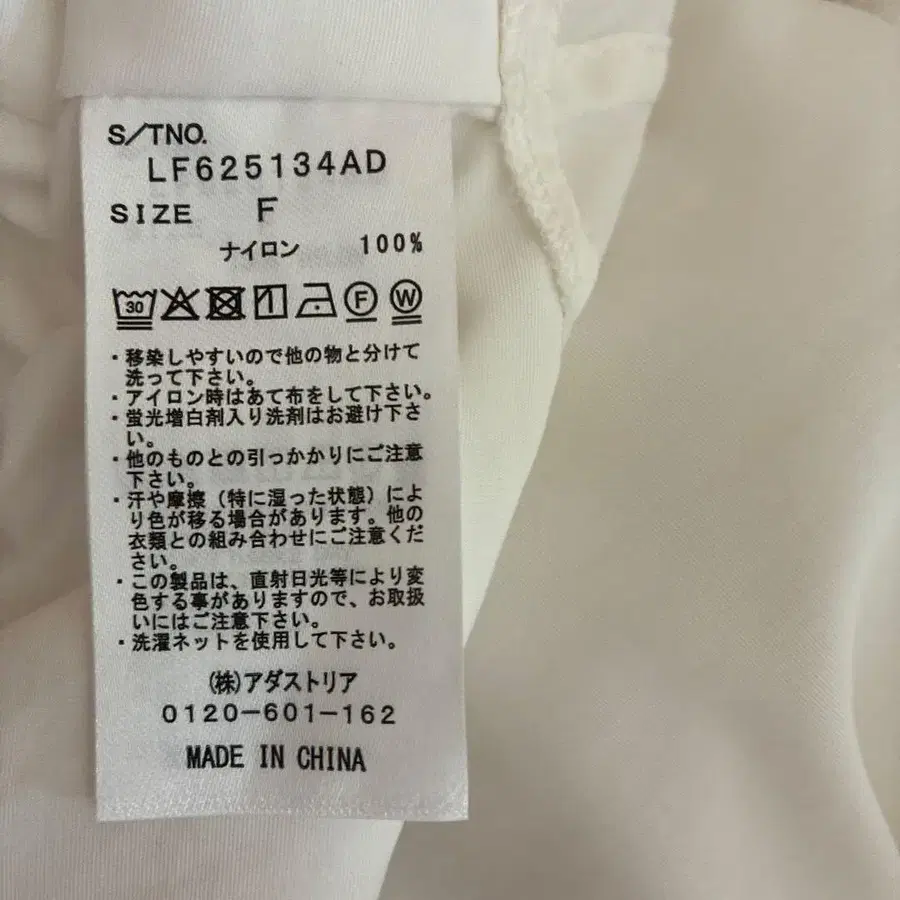 S/TNO.
LF625134AD
SIZE F
ナイロン 100%
30 F W
・移染しやすいので他の物と分けて
洗って下さい。
・アイロン時はあて布をして下さい。
・蛍光増白剤入り洗剤はお避け下さ
い。
・他のものとの引っかかりにご注意
下さい。
・汗や摩擦(特に湿った状態)によ
り色が移る場合があります。他の
衣類との組み合わせにご注意くだ
さい。
・この製品は、直射日光等により変
色する事がありますので、お取扱
いにはご注意下さい。
・洗濯ネットを使用して下さい。
(株)アダストリア
0120-601-162
MADE IN CHINA